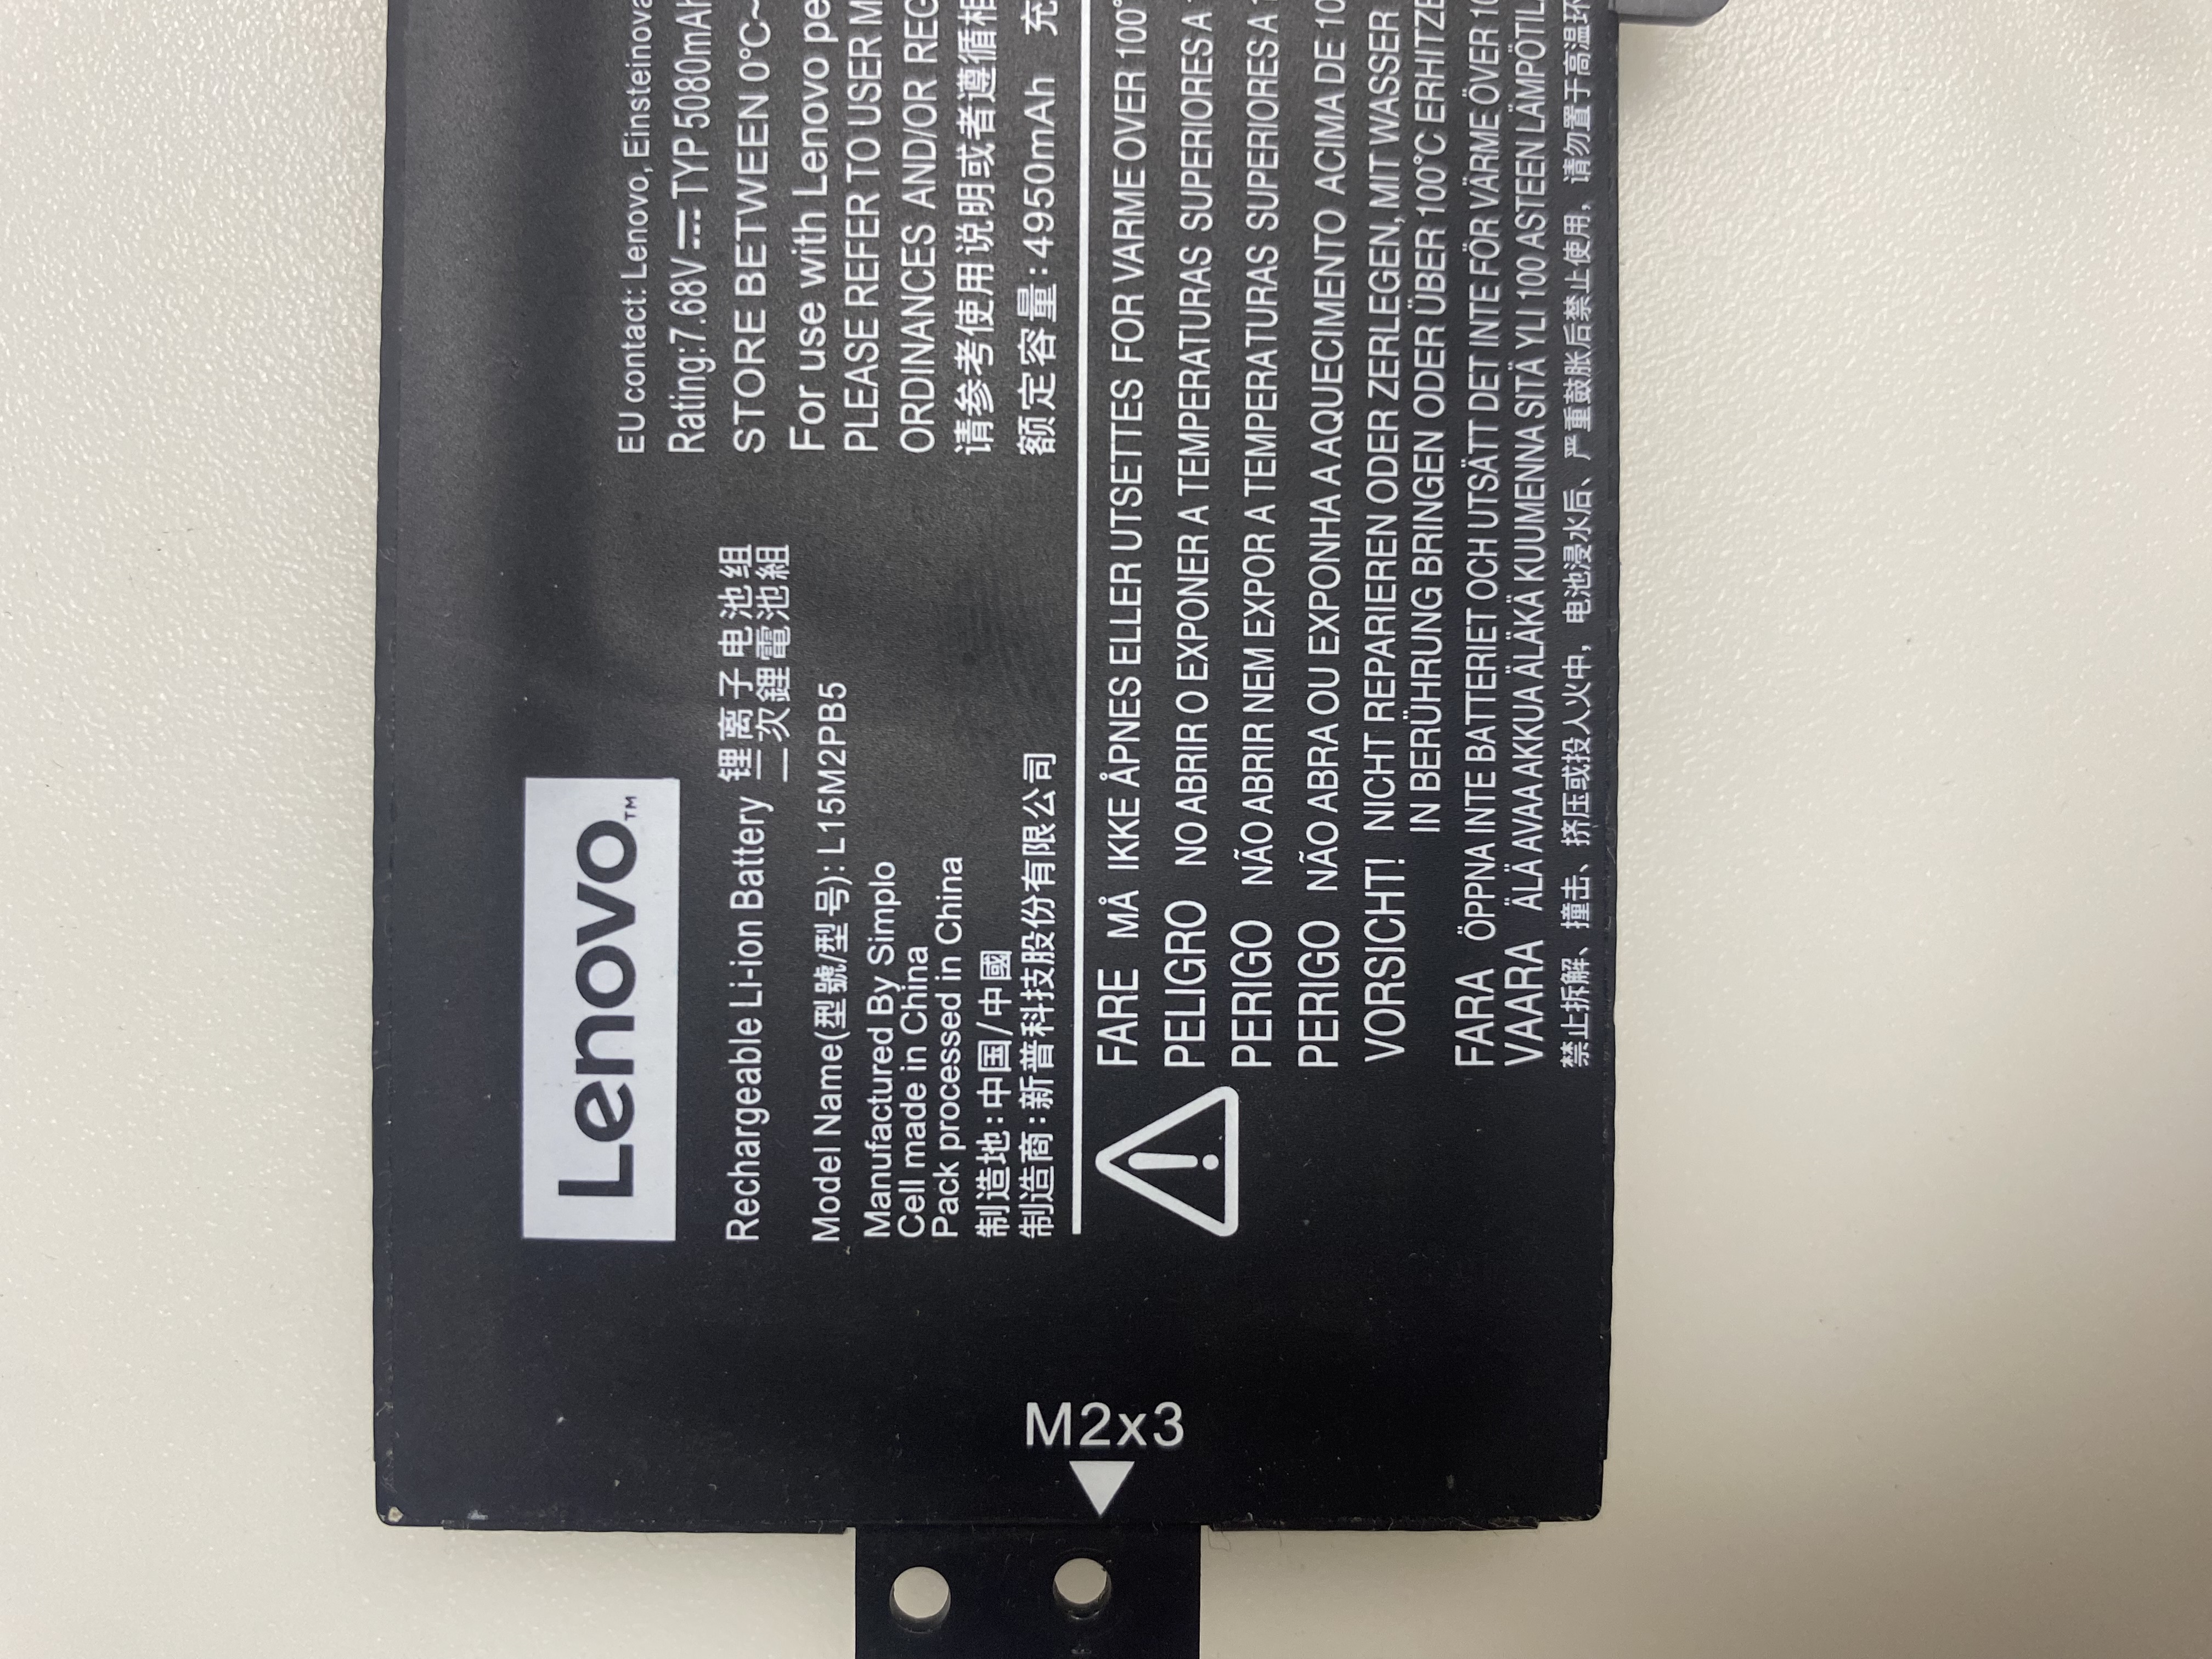 Lenovo™
Rechargeable Li-ion Battery 锂离子电池组
二次鋰電池組
Model Name(型號/型号): L15M2PB5
Manufactured By Simplo
Cell made in China
Pack processed in China
制造地:中国/中國
制造商:新普科技股份有限公司
EU contact: Lenovo, Einsteinova
Rating:7.68V⎓TYP 5080mAh
STORE BETWEEN 0°C~
For use with Lenovo pe
PLEASE REFER TO USER M
ORDINANCES AND/OR REG
请参考使用说明或者遵循相
额定容量:4950mAh 充
FARE MÅ IKKE ÅPNES ELLER UTSETTES FOR VARME OVER 100°
PELIGRO NO ABRIR O EXPONER A TEMPERATURAS SUPERIORES A 1
PERIGO NÃO ABRIR NEM EXPOR A TEMPERATURAS SUPERIORES A 1
PERIGO NÃO ABRA OU EXPONHA A AQUECIMENTO ACIMA DE 10
VORSICHT! NICHT REPARIEREN ODER ZERLEGEN, MIT WASSER
IN BERÜHRUNG BRINGEN ODER ÜBER 100°C ERHITZE
FARA ÖPPNA INTE BATTERIET OCH UTSÄTT DET INTE FÖR VÄRME ÖVER 10
VAARA ÄLÄ AVAA AKKUA ÄLÄKÄ KUUMENNA SITÄ YLI 100 ASTEEN LÄMPÖTILA
禁止拆解、撞击、挤压或投入火中, 电池浸水后、严重鼓胀后禁止使用, 请勿置于高温环
M2x3